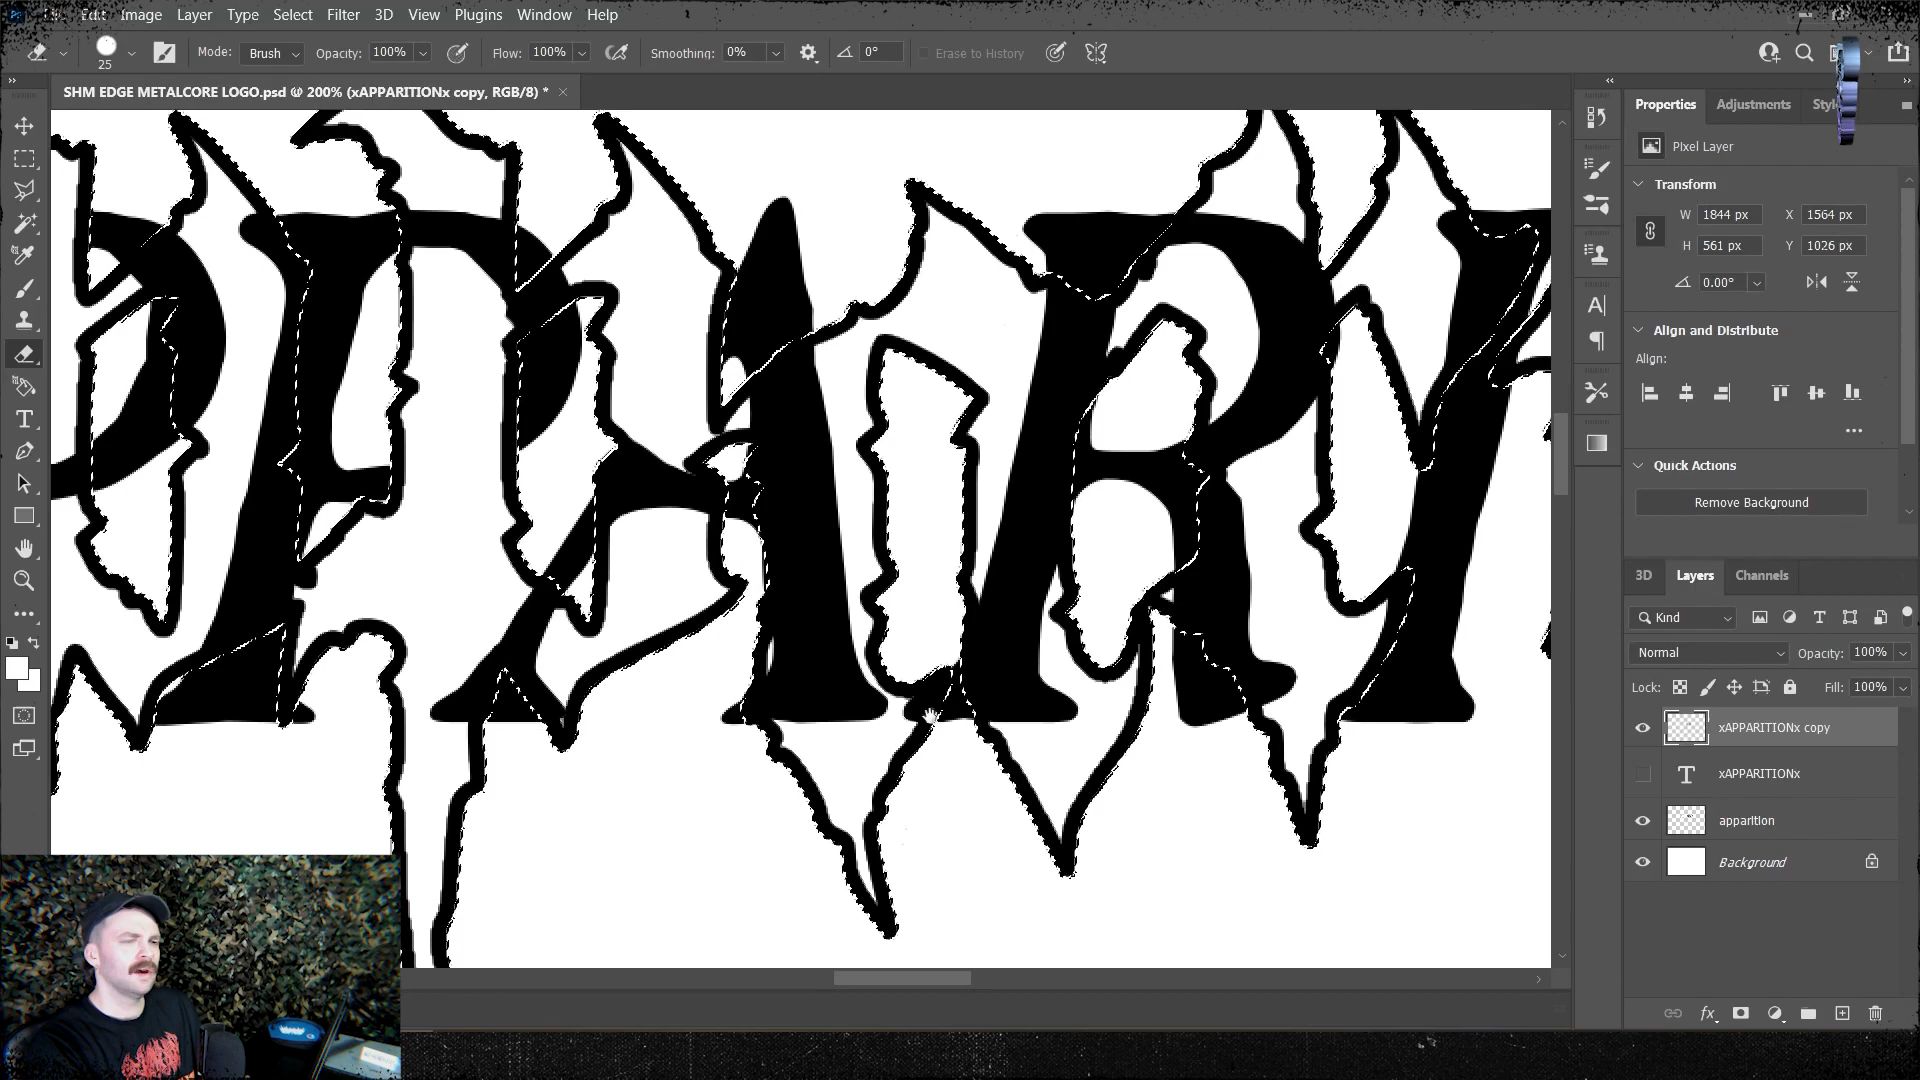 Edit Image Layer Type Select Filter 3D View Plugins Window Help
25 Mode: Brush Opacity: 100% Flow: 100% Smoothing: 0% 0° Erase to History
SHM EDGE METALCORE LOGO.psd @ 200% (xAPPARITIONx copy, RGB/8) *
Properties Adjustments
Pixel Layer
Transform
W 1844 px X 1564 px
H 561 px Y 1026 px
0.00°
Align and Distribute
Align:
Quick Actions
Remove Background
3D Layers Channels
Kind
Normal Opacity: 100%
Lock: Fill: 100%
xAPPARITIONx copy
xAPPARITIONx
apparition
Background